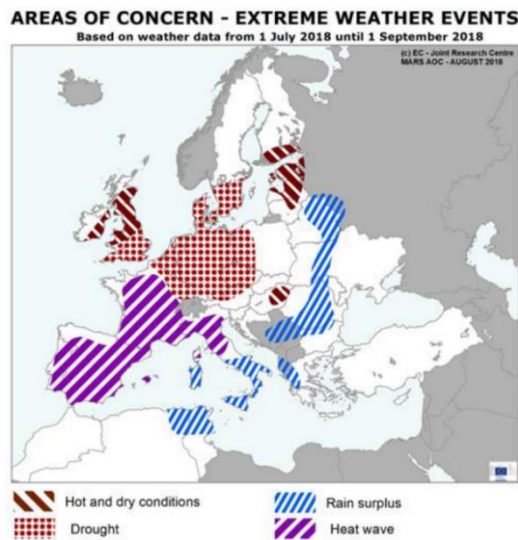 AREAS OF CONCERN - EXTREME WEATHER EVENTS
Based on weather data from 1 July 2018 until 1 September 2018
(c) EC - Joint Research Centre
MARS AOC - AUGUST 2018
Hot and dry conditions
Rain surplus
Drought
Heat wave